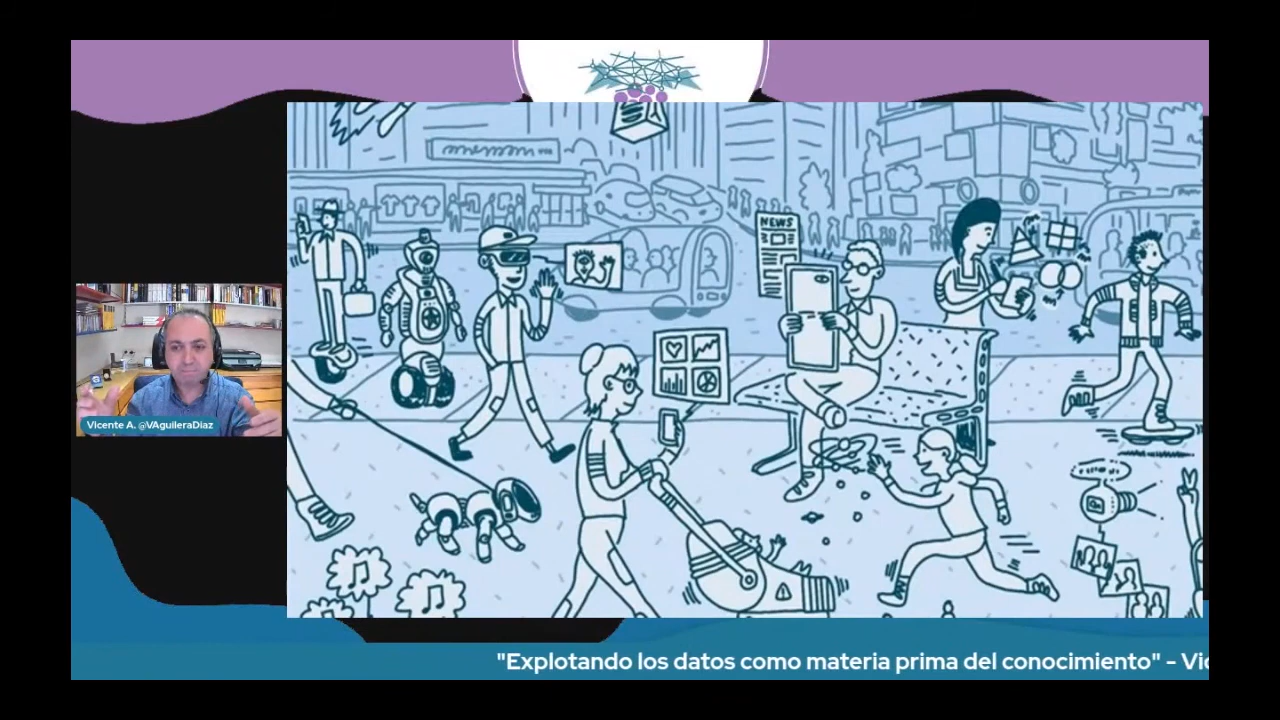 NEWS
Vicente A. @VAguileraDiaz
"Explotando los datos como materia prima del conocimiento" - Vic